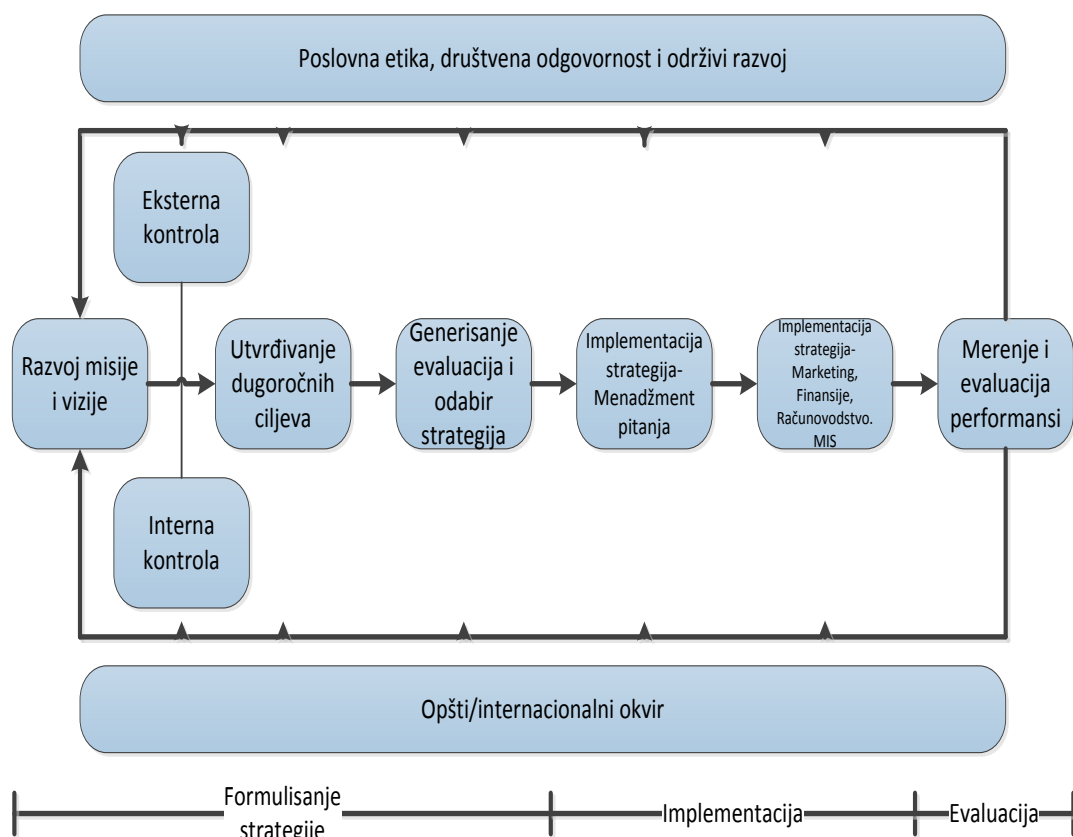 Poslovna etika, društvena odgovornost i održivi razvoj
Eksterna
kontrola
Razvoj misije
i vizije
Utvrđivanje
dugoročnih
ciljeva
Generisanje
evaluacija i
odabir
strategija
Implementacija
strategija-
Menadžment
pitanja
Implementacija
strategija-
Marketing,
Finansije,
Računovodstvo.
MIS
Merenje i
evaluacija
performansi
Interna
kontrola
Opšti/internacionalni okvir
Formulisanje
strategije
Implementacija
Evaluacija